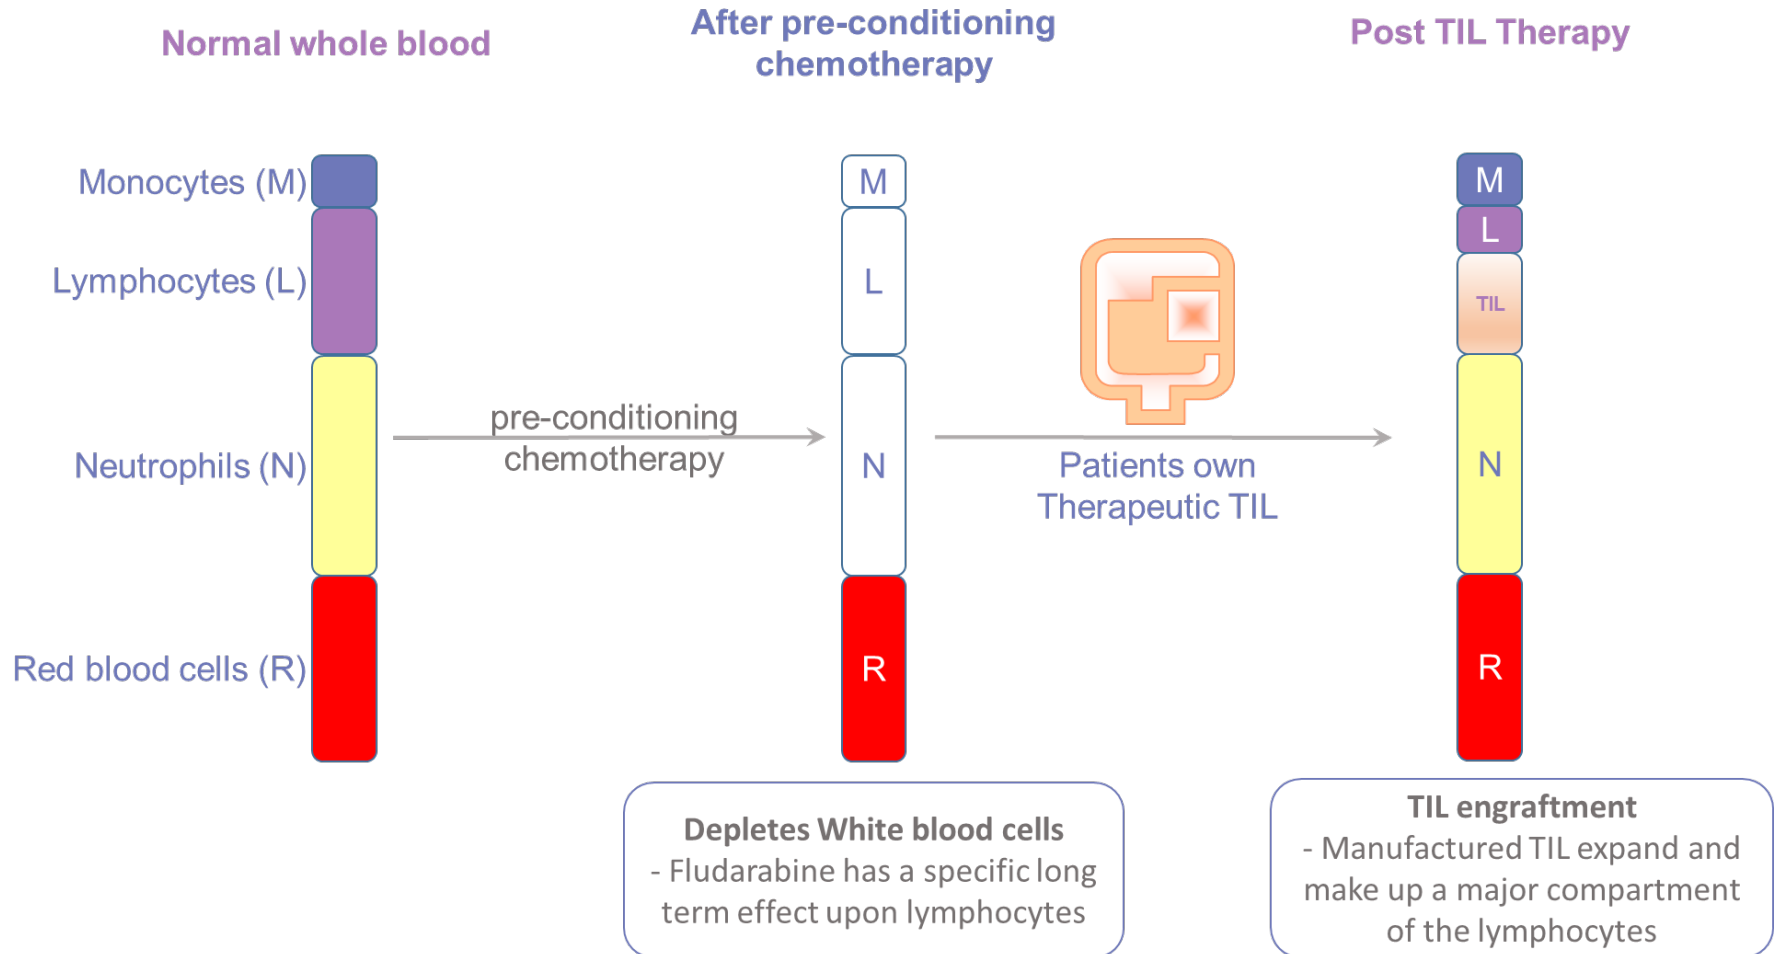 Normal whole blood
After pre-conditioning
chemotherapy
Post TIL Therapy
Monocytes (M)
Lymphocytes (L)
Neutrophils (N)
Red blood cells (R)
pre-conditioning
chemotherapy
M
L
N
R
Patients own
Therapeutic TIL
M
L
TIL
N
R
Depletes White blood cells
- Fludarabine has a specific long
term effect upon lymphocytes
TIL engraftment
- Manufactured TIL expand and
make up a major compartment
of the lymphocytes